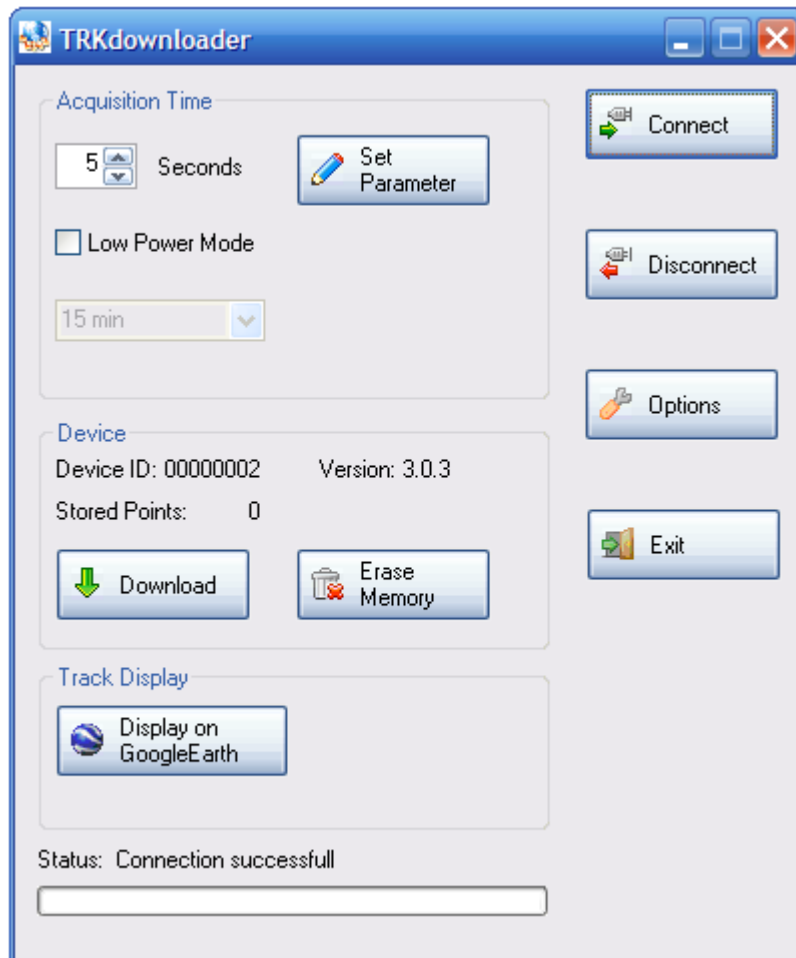 TRKdownloader
Acquisition Time
5 Seconds
Set
Parameter
Low Power Mode
15 min
Connect
Disconnect
Options
Exit
Device
Device ID: 00000002 Version: 3.0.3
Stored Points: 0
Download
Erase
Memory
Track Display
Display on
GoogleEarth
Status: Connection successfull